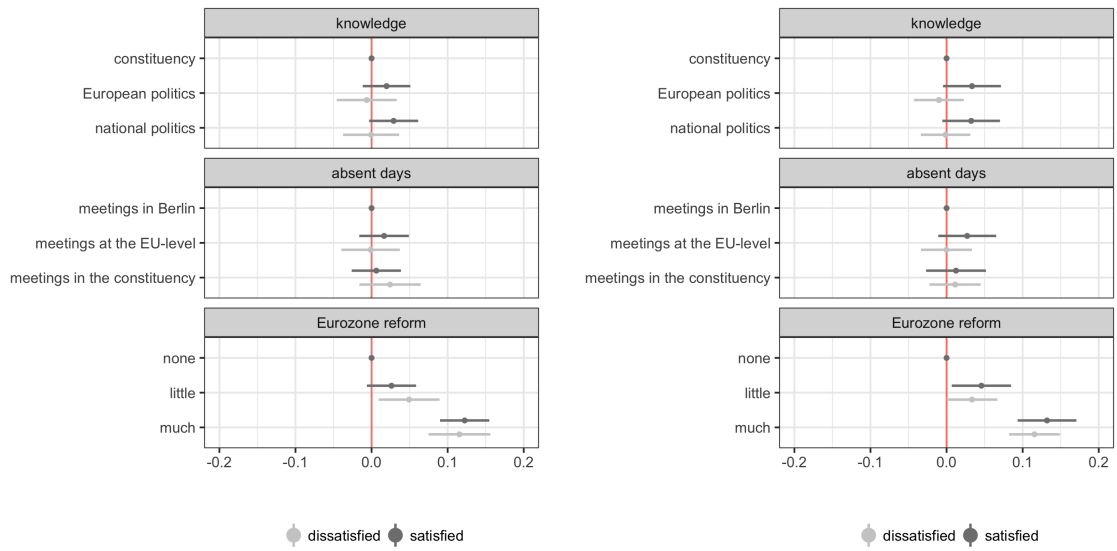 knowledge
constituency
European politics
national politics
absent days
meetings in Berlin
meetings at the EU-level
meetings in the constituency
Eurozone reform
none
little
much
-0.2 -0.1 0.0 0.1 0.2
dissatisfied satisfied
knowledge
constituency
European politics
national politics
absent days
meetings in Berlin
meetings at the EU-level
meetings in the constituency
Eurozone reform
none
little
much
-0.2 -0.1 0.0 0.1 0.2
dissatisfied satisfied